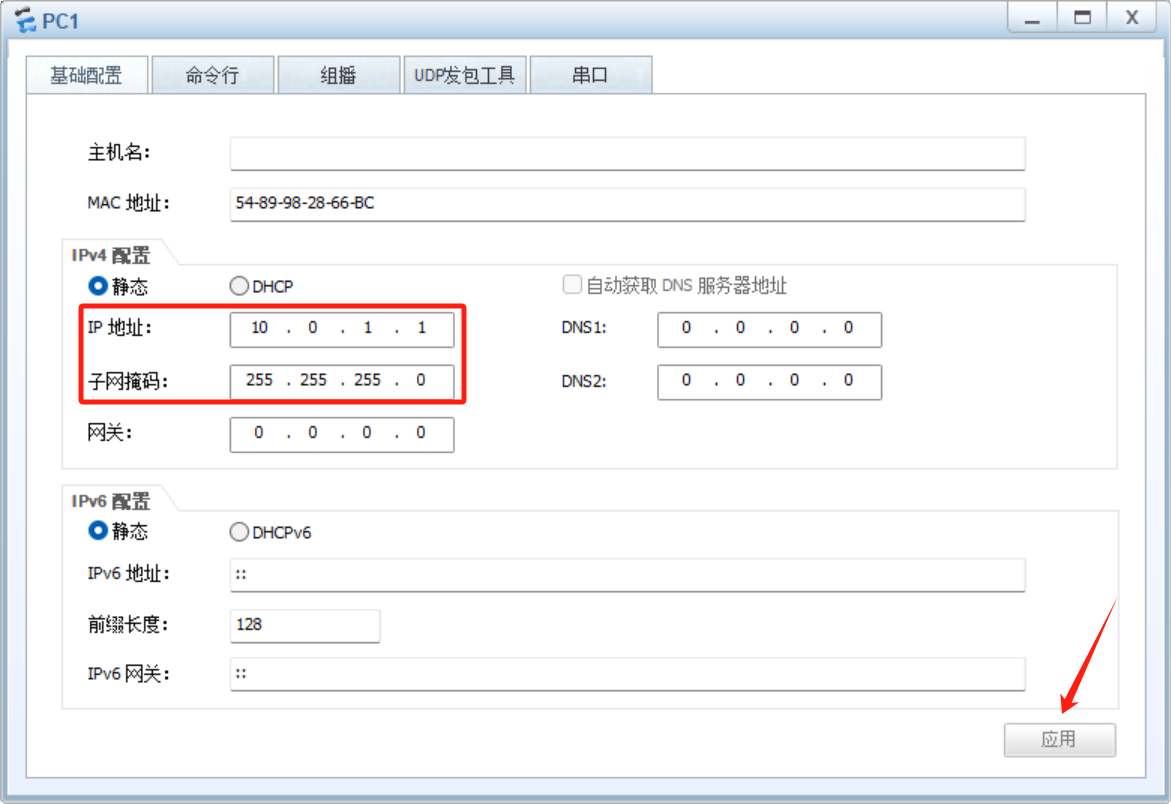 PC1
基础配置 命令行 组播 UDP发包工具 串口
主机名:
MAC 地址: 54-89-98-28-66-BC
IPv4 配置
静态 DHCP 自动获取 DNS 服务器地址
IP 地址: 10 . 0 . 1 . 1 DNS1: 0 . 0 . 0 . 0
子网掩码: 255 . 255 . 255 . 0 DNS2: 0 . 0 . 0 . 0
网关: 0 . 0 . 0 . 0
IPv6 配置
静态 DHCPv6
IPv6 地址: ::
前缀长度: 128
IPv6 网关: ::
应用